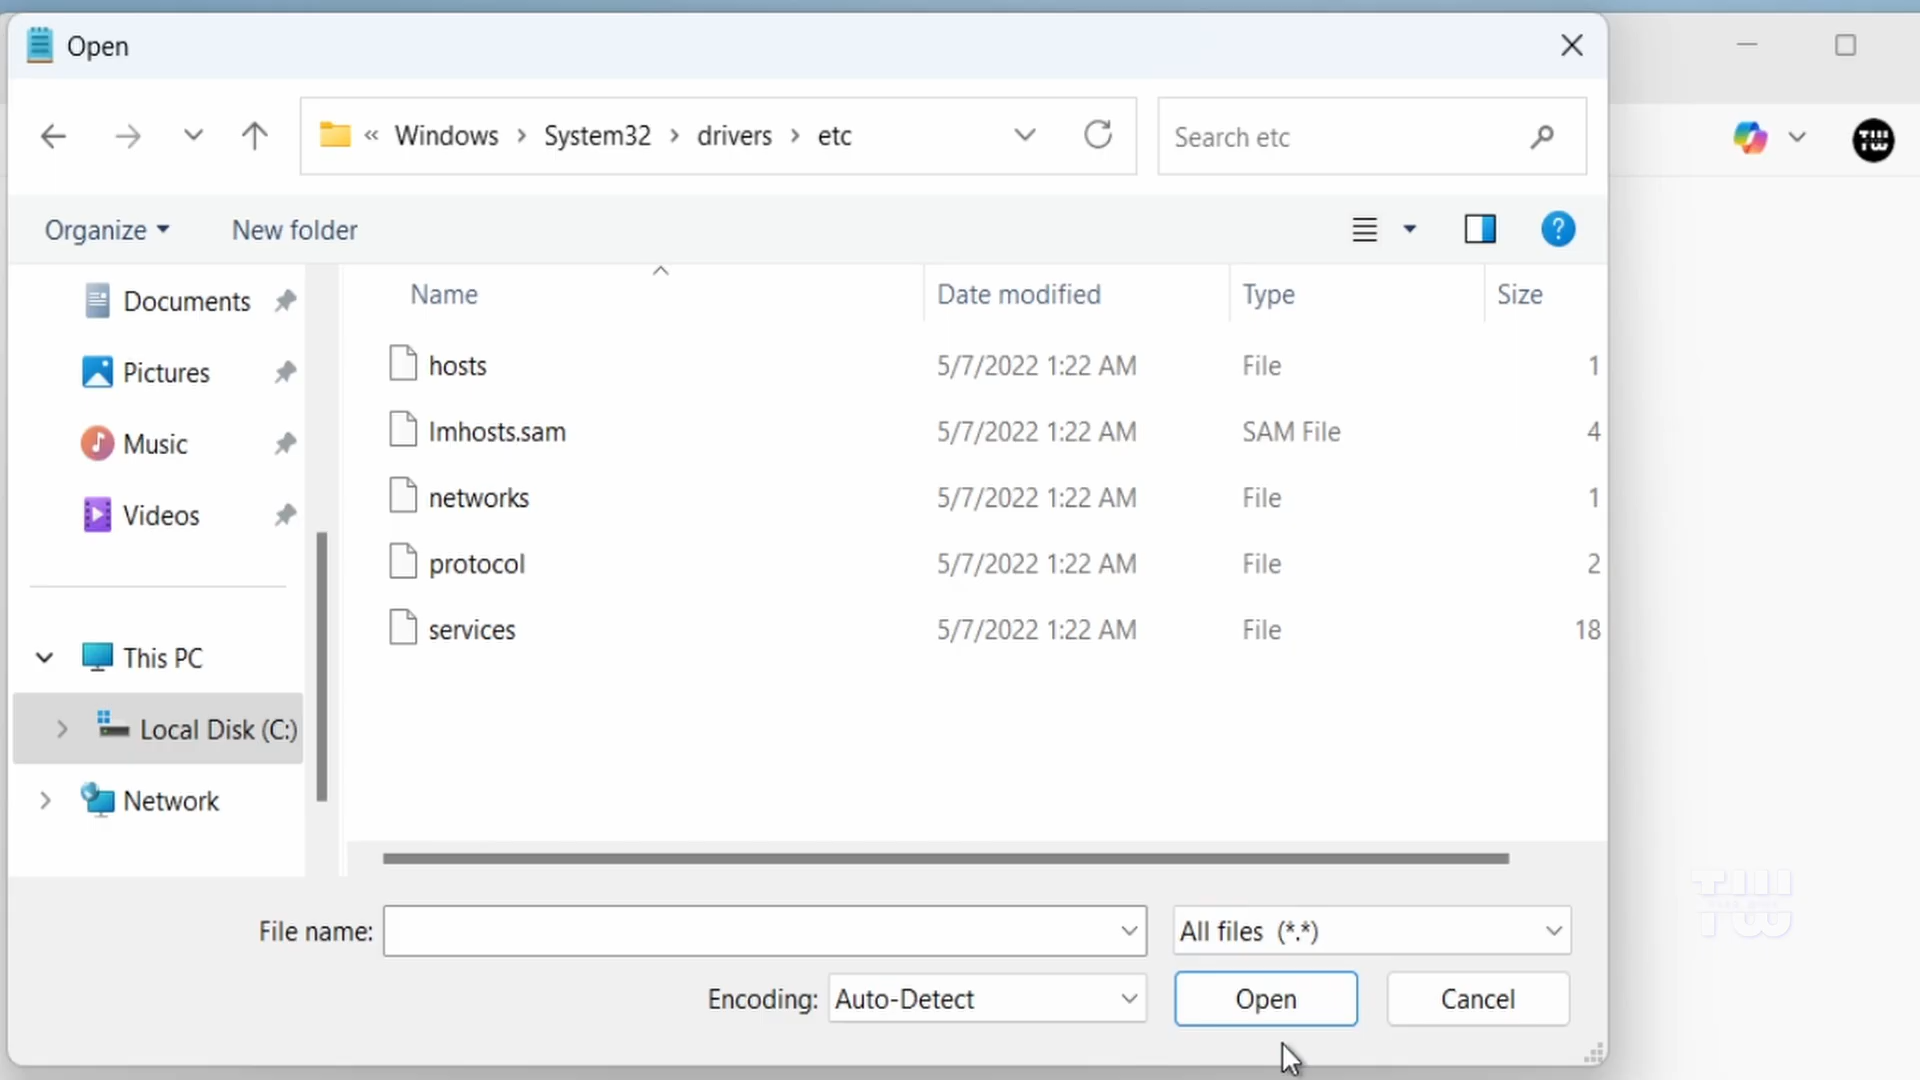 Open
« Windows > System32 > drivers > etc
Search etc
Organize
New folder
Name
Date modified
Type
Size
Documents
Pictures
Music
Videos
This PC
Local Disk (C:)
Network
hosts 5/7/2022 1:22 AM File 1
lmhosts.sam 5/7/2022 1:22 AM SAM File 4
networks 5/7/2022 1:22 AM File 1
protocol 5/7/2022 1:22 AM File 2
services 5/7/2022 1:22 AM File 18
File name:
All files (*.*)
Encoding: Auto-Detect
Open
Cancel